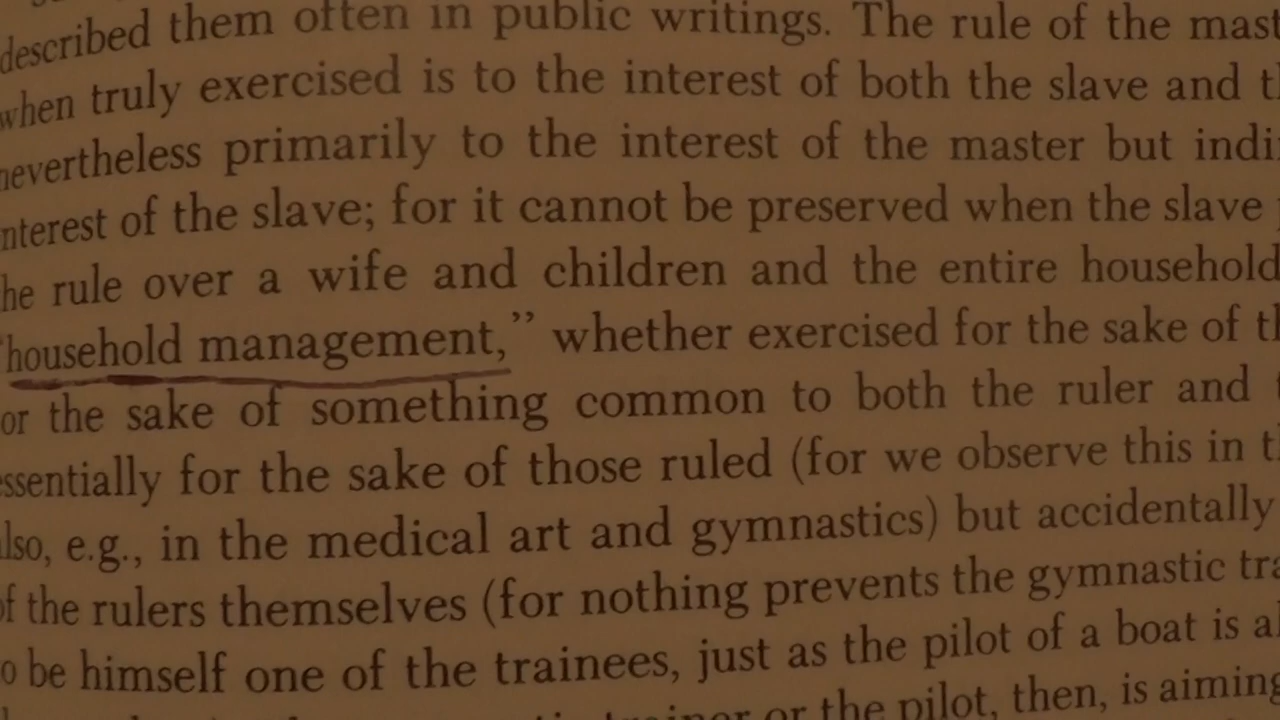 described them often in public writings. The rule of the mast
when truly exercised is to the interest of both the slave and th
nevertheless primarily to the interest of the master but indi
nterest of the slave; for it cannot be preserved when the slave
he rule over a wife and children and the entire household
"household management," whether exercised for the sake of th
or the sake of something common to both the ruler and
essentially for the sake of those ruled (for we observe this in t
also, e.g., in the medical art and gymnastics) but accidentally
of the rulers themselves (for nothing prevents the gymnastic tra
o be himself one of the trainees, just as the pilot of a boat is al
trainer or the pilot, then, is aiming